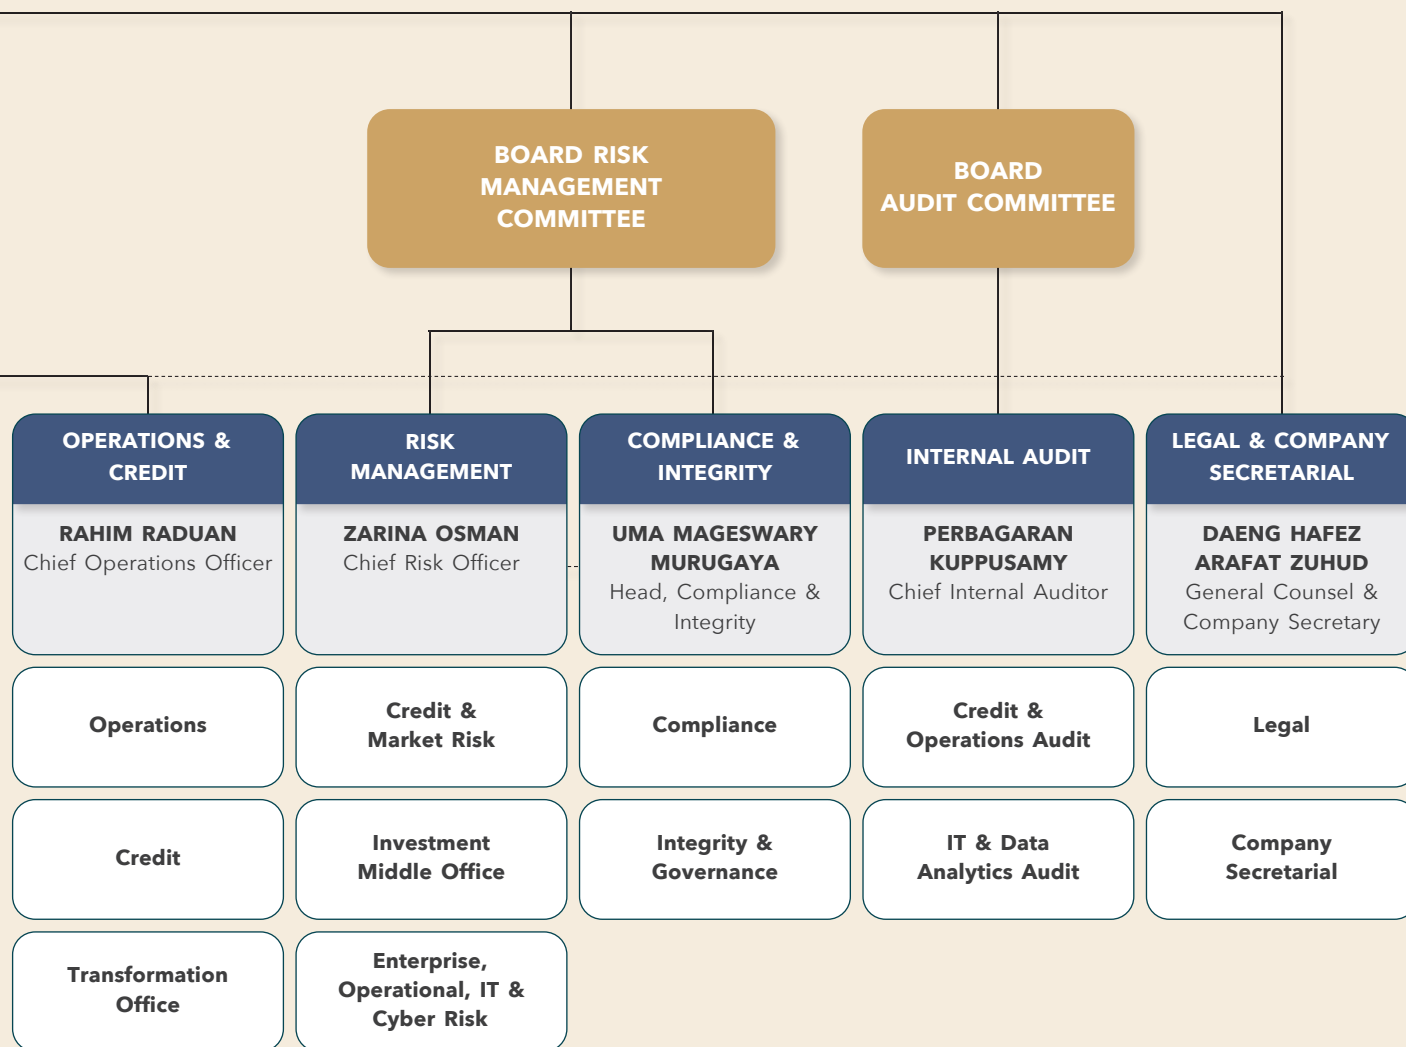 BOARD RISK
MANAGEMENT
COMMITTEE
BOARD
AUDIT COMMITTEE
OPERATIONS &
CREDIT
RAHIM RADUAN
Chief Operations Officer
Operations
Credit
Transformation
Office
RISK
MANAGEMENT
ZARINA OSMAN
Chief Risk Officer
Credit &
Market Risk
Investment
Middle Office
Enterprise,
Operational, IT &
Cyber Risk
COMPLIANCE &
INTEGRITY
UMA MAGESWARY
MURUGAYA
Head, Compliance &
Integrity
Compliance
Integrity &
Governance
INTERNAL AUDIT
PERBAGARAN
KUPPUSAMY
Chief Internal Auditor
Credit &
Operations Audit
IT & Data
Analytics Audit
LEGAL & COMPANY
SECRETARIAL
DAENG HAFEZ
ARAFAT ZUHUD
General Counsel &
Company Secretary
Legal
Company
Secretarial